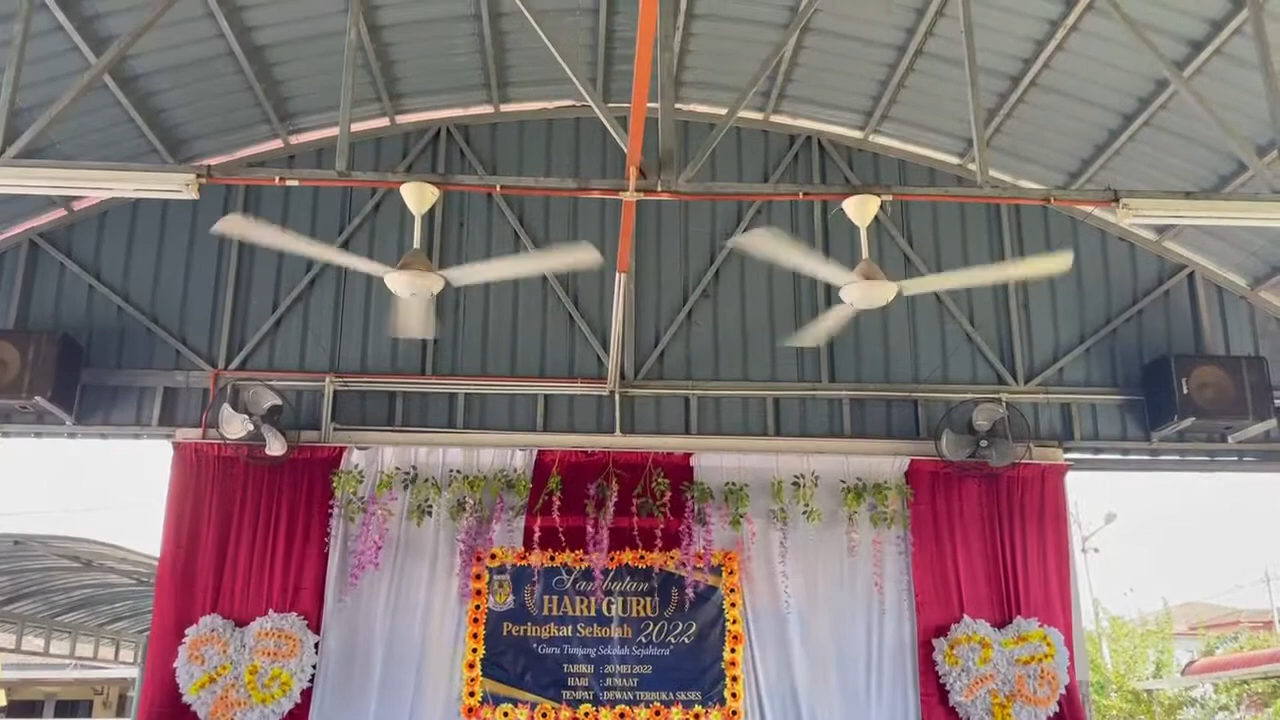 Sambutan
HARI GURU
Peringkat Sekolah 2022
"Guru Tunjang Sekolah Sejahtera"
TARIKH : 20 MEI 2022
HARI : JUMAAT
TEMPAT : DEWAN TERBUKA SKSES